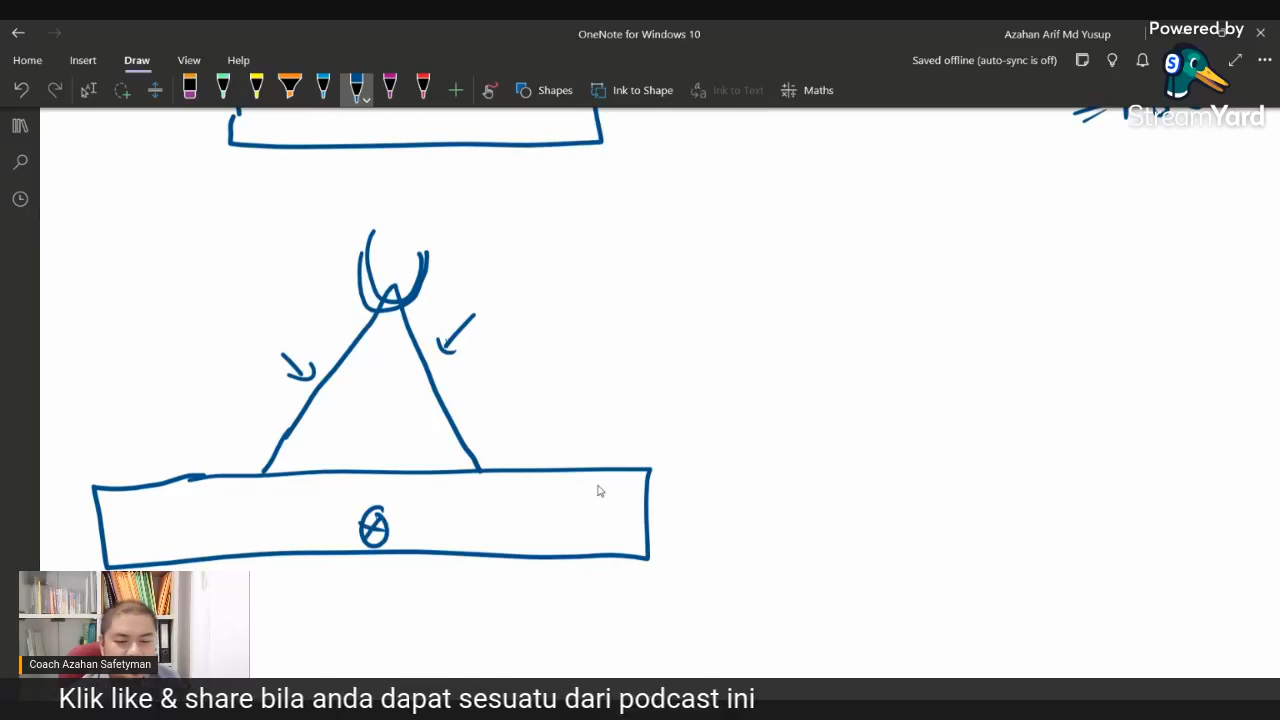 OneNote for Windows 10
Azahan Arif Md Yusup
Powered by
Home Insert Draw View Help
Saved offline (auto-sync is off)
Shapes Ink to Shape Ink to Text Maths
S
StreamYard
Coach Azahan Safetyman
Klik like & share bila anda dapat sesuatu dari podcast ini